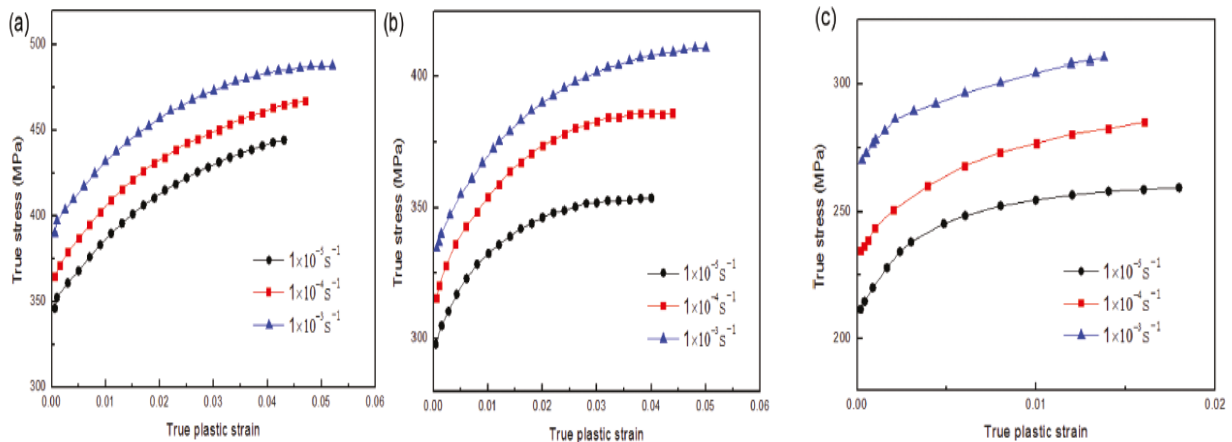 (a)
True stress (MPa)
500
450
400
350
300
1×10⁻⁵S⁻¹
1×10⁻⁴S⁻¹
1×10⁻³S⁻¹
0.00 0.01 0.02 0.03 0.04 0.05 0.06
True plastic strain
(b)
True stress (MPa)
400
350
300
1×10⁻⁵S⁻¹
1×10⁻⁴S⁻¹
1×10⁻³S⁻¹
0.00 0.01 0.02 0.03 0.04 0.05 0.06
True plastic strain
(c)
True stress (MPa)
300
250
200
1×10⁻⁵S⁻¹
1×10⁻⁴S⁻¹
1×10⁻³S⁻¹
0.00 0.01 0.02
True plastic strain